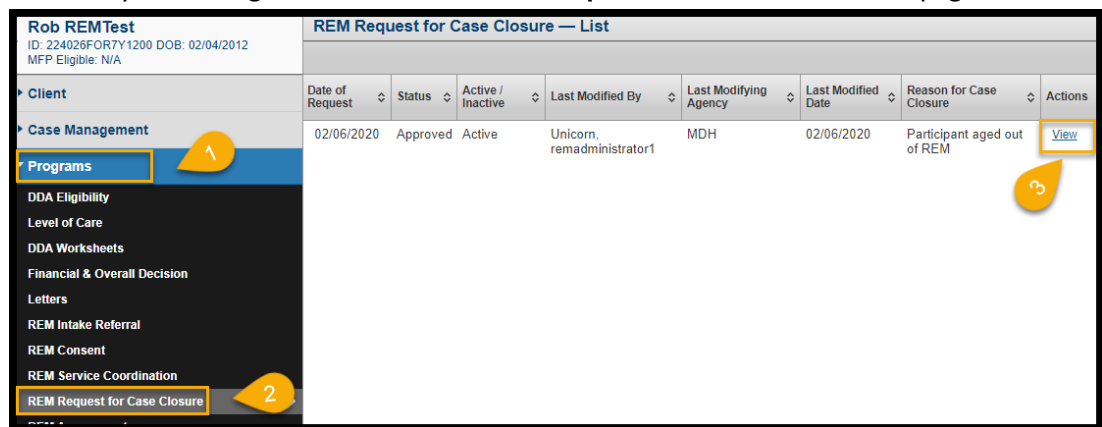 Rob REMTest
ID: 224026FOR7Y1200 DOB: 02/04/2012
MFP Eligible: N/A
Client
Case Management
Programs
1
DDA Eligibility
Level of Care
DDA Worksheets
Financial & Overall Decision
Letters
REM Intake Referral
REM Consent
REM Service Coordination
REM Request for Case Closure
2
REM Request for Case Closure — List
Date of Request Status Active / Inactive Last Modified By Last Modifying Agency Last Modified Date Reason for Case Closure Actions
02/06/2020 Approved Active Unicorn, MDH 02/06/2020 Participant aged out View
remadministrator1 of REM
3